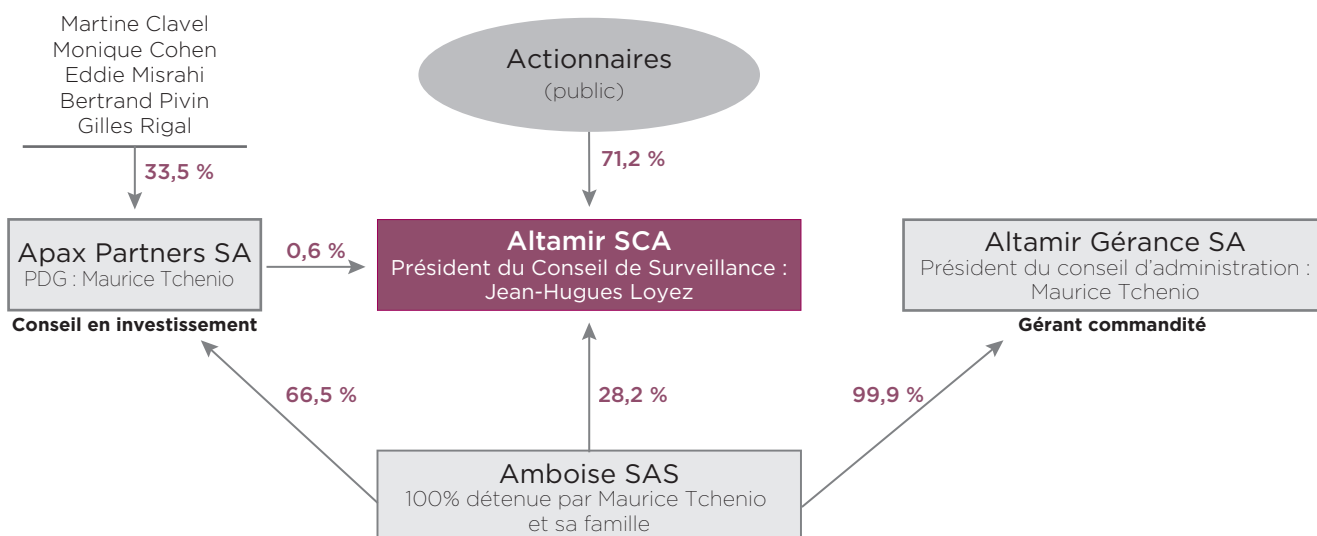 Martine Clavel
Monique Cohen
Eddie Misrahi
Bertrand Pivin
Gilles Rigal
Actionnaires
(public)
33,5 %
71,2 %
Apax Partners SA
PDG : Maurice Tchenio
0,6 %
Altamir SCA
Président du Conseil de Surveillance :
Jean-Hugues Loyez
Altamir Gérance SA
Président du conseil d'administration :
Maurice Tchenio
Conseil en investissement
Gérant commandité
66,5 %
28,2 %
99,9 %
Amboise SAS
100% détenue par Maurice Tchenio
et sa famille